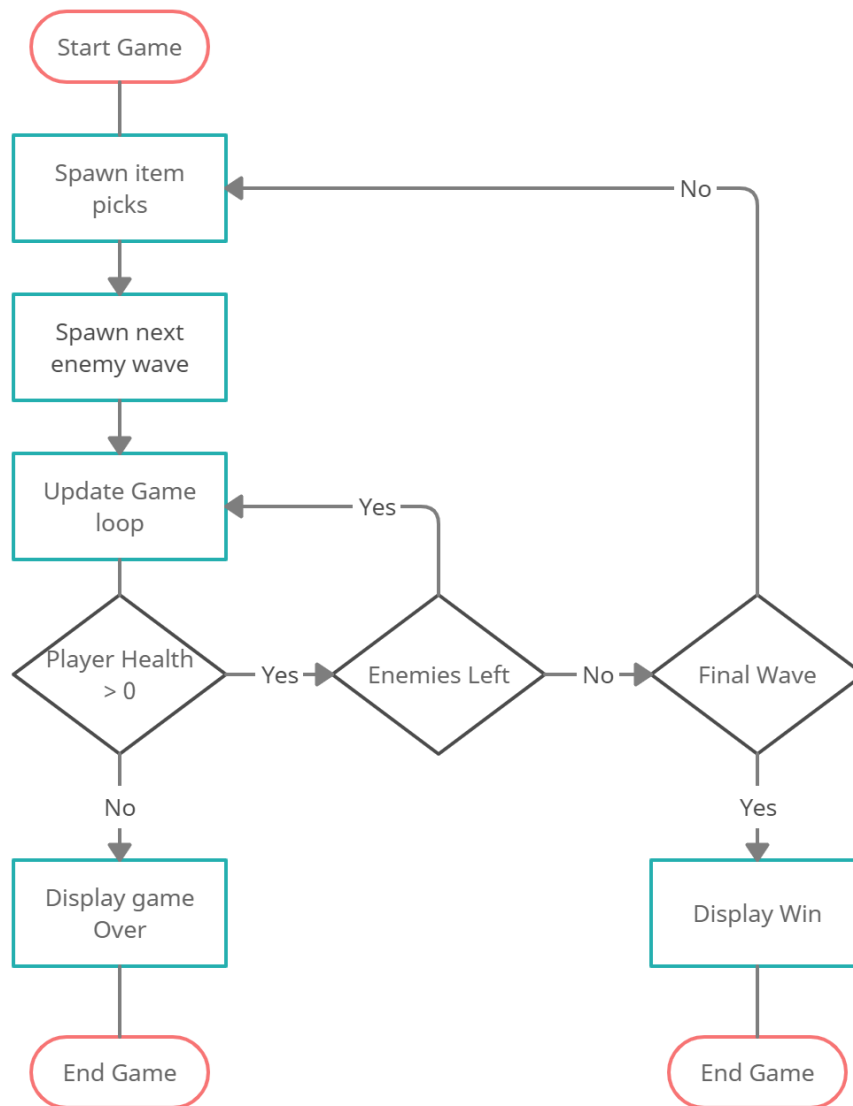 Start Game
Spawn item
picks
No
Spawn next
enemy wave
Update Game
loop
Yes
Player Health
> 0
Yes
Enemies Left
No
Final Wave
No
Yes
Display game
Over
Display Win
End Game
End Game